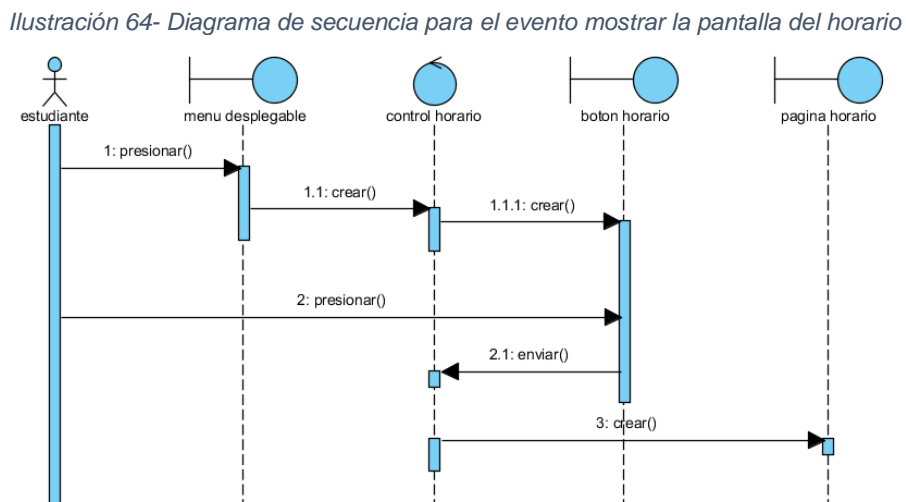 Ilustración 64- Diagrama de secuencia para el evento mostrar la pantalla del horario
estudiante
menu desplegable
control horario
boton horario
pagina horario
1: presionar()
1.1: crear()
1.1.1: crear()
2: presionar()
2.1: enviar()
3: crear()